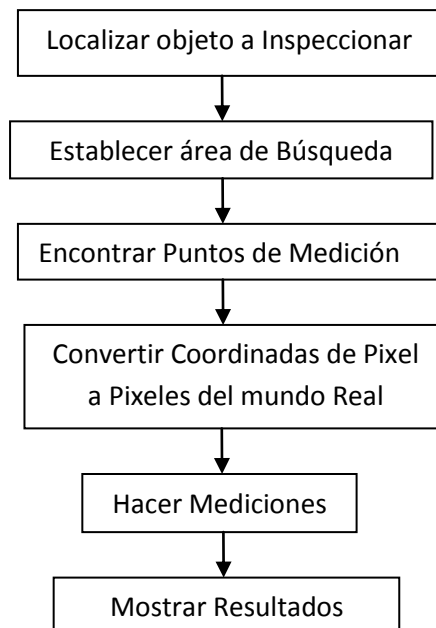 Localizar objeto a Inspeccionar
Establecer área de Búsqueda
Encontrar Puntos de Medición
Convertir Coordinadas de Pixel
a Pixeles del mundo Real
Hacer Mediciones
Mostrar Resultados